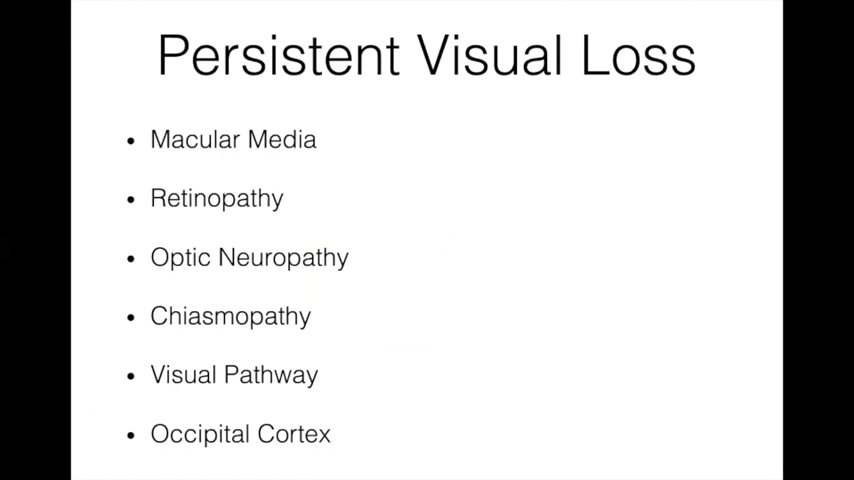 Persistent Visual Loss
• Macular Media
• Retinopathy
• Optic Neuropathy
• Chiasmopathy
• Visual Pathway
• Occipital Cortex